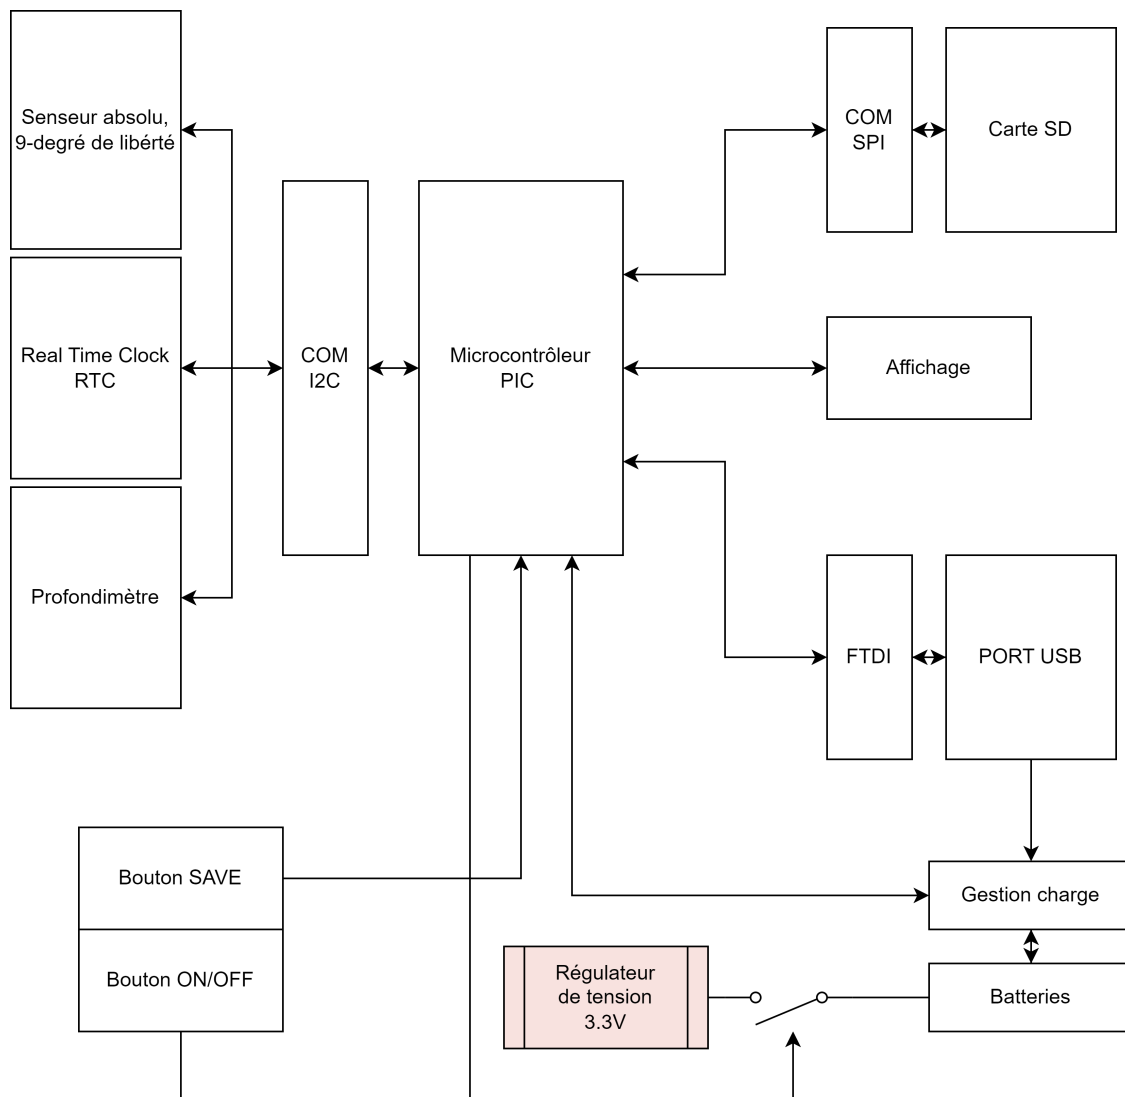 Senseur absolu,
9-degré de libérté
Real Time Clock
RTC
Profondimètre
COM
I2C
Microcontrôleur
PIC
COM
SPI
Carte SD
Affichage
FTDI
PORT USB
Bouton SAVE
Bouton ON/OFF
Gestion charge
Régulateur
de tension
3.3V
Batteries